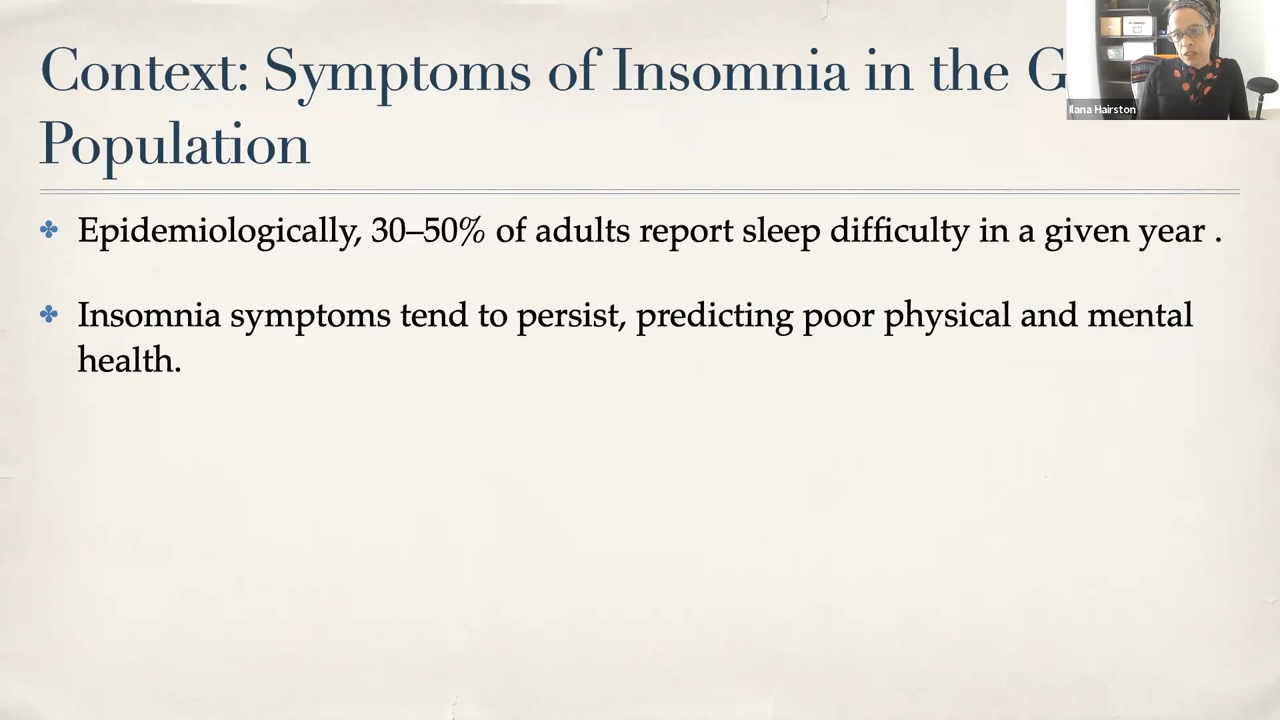 Context: Symptoms of Insomnia in the G
Population
Ilana Hairston
Epidemiologically, 30–50% of adults report sleep difficulty in a given year .
Insomnia symptoms tend to persist, predicting poor physical and mental
health.